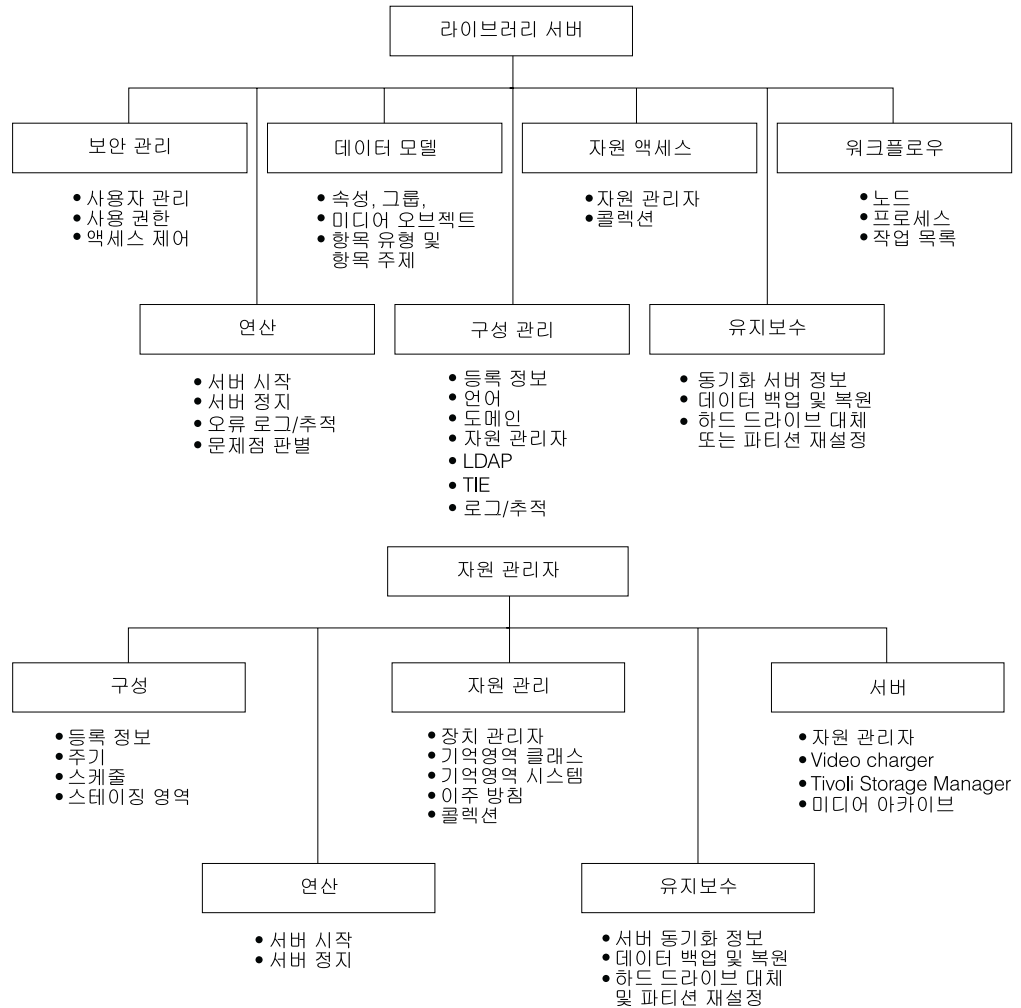 라이브러리 서버
보안 관리
• 사용자 관리
• 사용 권한
• 액세스 제어
데이터 모델
• 속성, 그룹,
• 미디어 오브젝트
• 항목 유형 및
항목 주제
자원 액세스
• 자원 관리자
• 콜렉션
워크플로우
• 노드
• 프로세스
• 작업 목록
연산
• 서버 시작
• 서버 정지
• 오류 로그/추적
• 문제점 판별
구성 관리
• 등록 정보
• 언어
• 도메인
• 자원 관리자
• LDAP
• TIE
• 로그/추적
유지보수
• 동기화 서버 정보
• 데이터 백업 및 복원
• 하드 드라이브 대체
또는 파티션 재설정
자원 관리자
구성
• 등록 정보
• 주기
• 스케줄
• 스테이징 영역
자원 관리
• 장치 관리자
• 기억영역 클래스
• 기억영역 시스템
• 이주 방침
• 콜렉션
서버
• 자원 관리자
• Video charger
• Tivoli Storage Manager
• 미디어 아카이브
연산
• 서버 시작
• 서버 정지
유지보수
• 서버 동기화 정보
• 데이터 백업 및 복원
• 하드 드라이브 대체
및 파티션 재설정